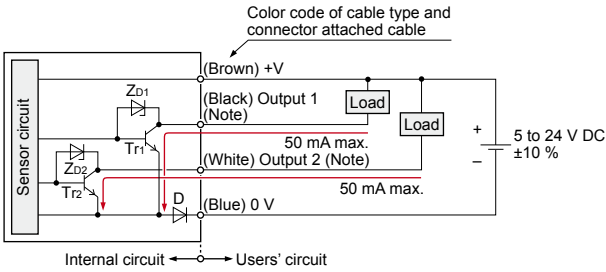 Color code of cable type and
connector attached cable
(Brown) +V
ZD1
(Black) Output 1
(Note)
Load
Load
Sensor circuit
Tr1
50 mA max.
+
5 to 24 V DC
±10 %
−
ZD2
(White) Output 2 (Note)
Tr2
50 mA max.
D
(Blue) 0 V
Internal circuit
Users' circuit